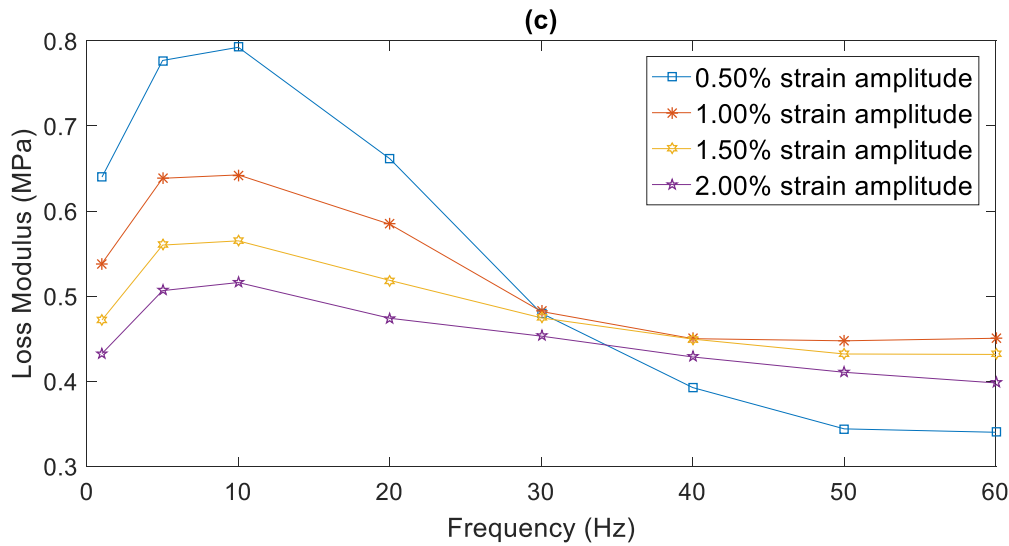 (c)
0.8
0.7
0.6
0.5
0.4
0.3
Loss Modulus (MPa)
0.50% strain amplitude
1.00% strain amplitude
1.50% strain amplitude
2.00% strain amplitude
0 10 20 30 40 50 60
Frequency (Hz)